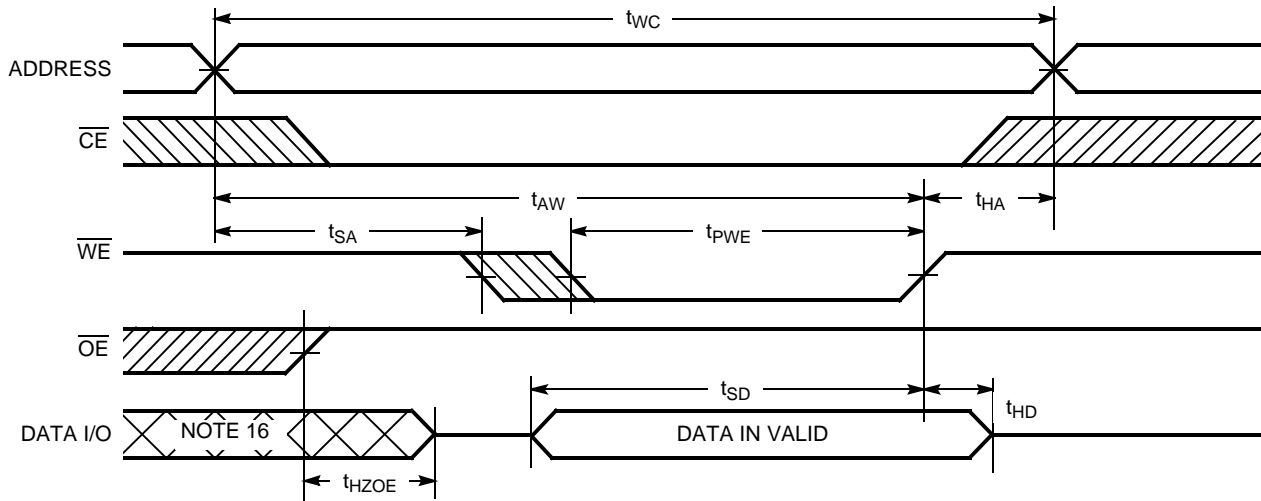 tWC
ADDRESS
CE
tAW
tHA
tSA
tPWE
WE
OE
tSD
tHD
DATA I/O
NOTE 16
DATA IN VALID
tHZOE